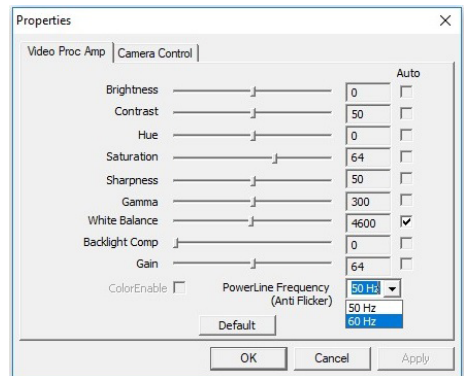 Properties
Video Proc Amp Camera Control
Auto
Brightness 0
Contrast 50
Hue 0
Saturation 64
Sharpness 50
Gamma 300
White Balance 4600
Backlight Comp 0
Gain 64
ColorEnable PowerLine Frequency 50 Hz
(Anti Flicker)
50 Hz
60 Hz
Default
OK Cancel Apply